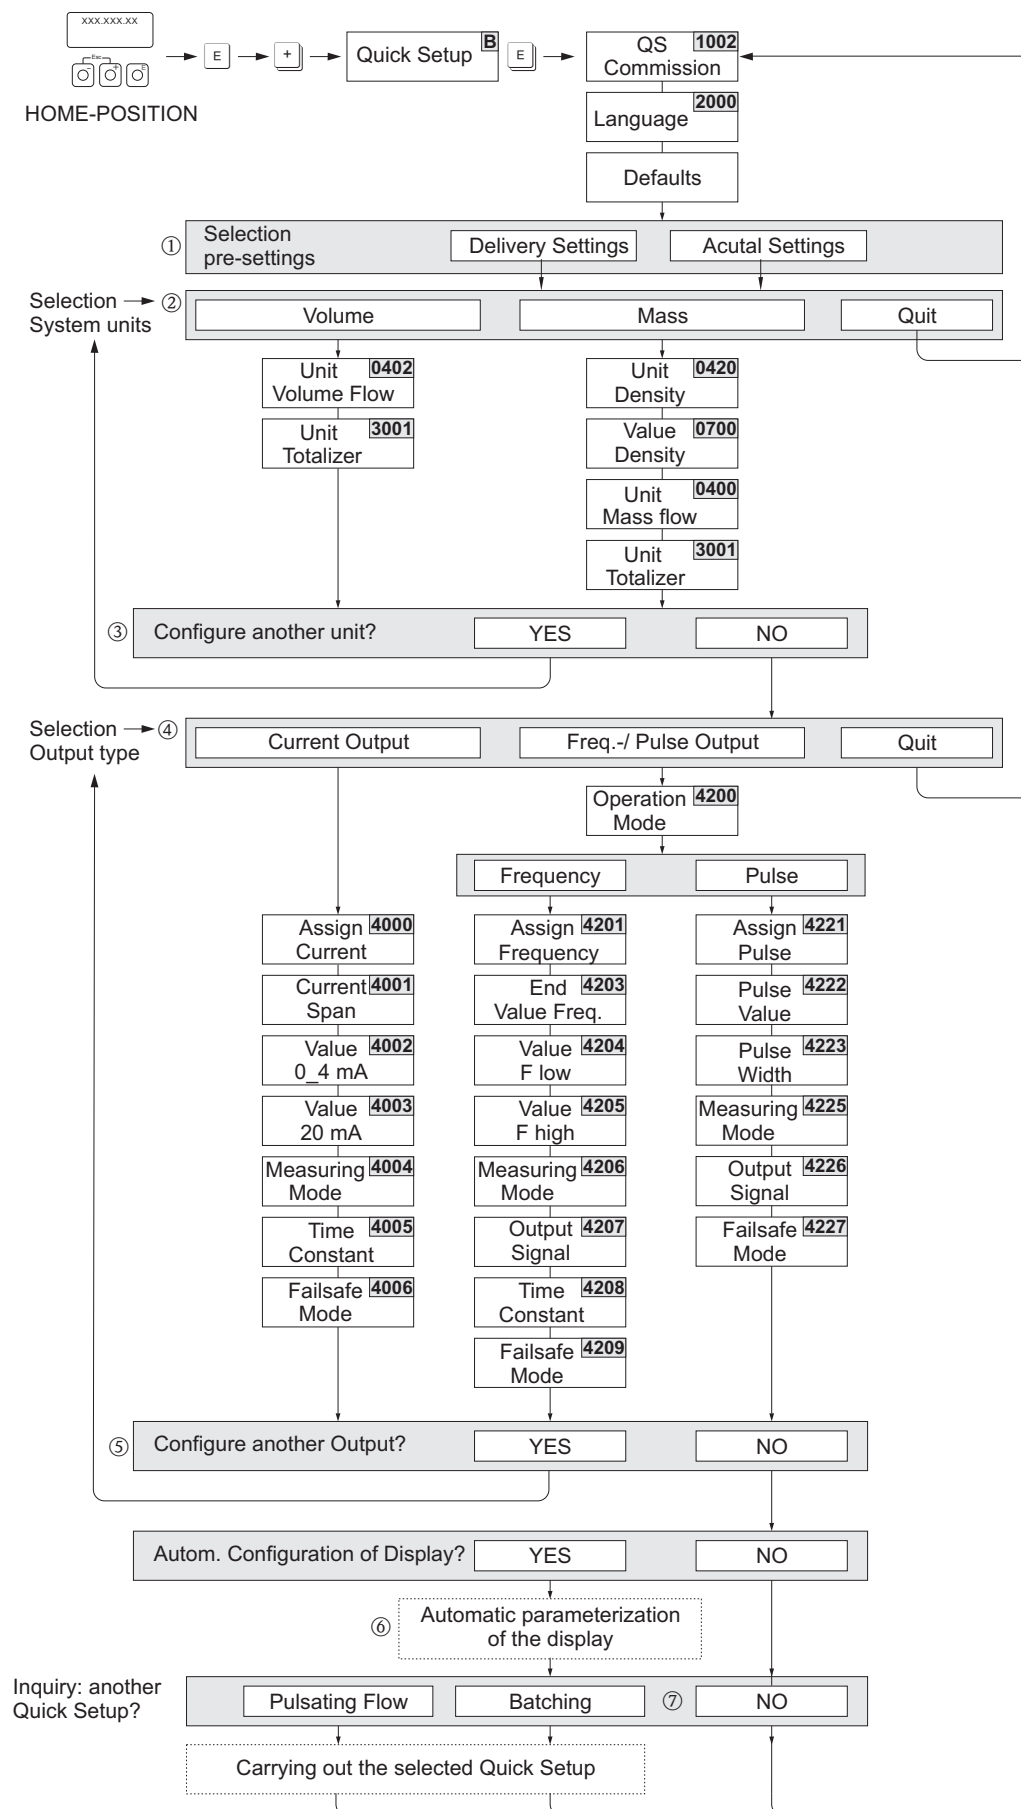 XXX.XXX.XX
Esc
- + E
E
+
Quick Setup B
E
QS 1002
Commission
HOME-POSITION
Language 2000
Defaults
① Selection
pre-settings
Delivery Settings
Acutal Settings
Selection
System units
②
Volume
Mass
Quit
Unit 0402
Volume Flow
Unit 3001
Totalizer
Unit 0420
Density
Value 0700
Density
Unit 0400
Mass flow
Unit 3001
Totalizer
③ Configure another unit?
YES
NO
Selection
Output type
④
Current Output
Freq.-/ Pulse Output
Quit
Operation 4200
Mode
Frequency
Pulse
Assign 4000
Current
Current 4001
Span
Value 4002
0_4 mA
Value 4003
20 mA
Measuring 4004
Mode
Time 4005
Constant
Failsafe 4006
Mode
Assign 4201
Frequency
End 4203
Value Freq.
Value 4204
F low
Value 4205
F high
Measuring 4206
Mode
Output 4207
Signal
Time 4208
Constant
Failsafe 4209
Mode
Assign 4221
Pulse
Pulse 4222
Value
Pulse 4223
Width
Measuring 4225
Mode
Output 4226
Signal
Failsafe 4227
Mode
⑤ Configure another Output?
YES
NO
Autom. Configuration of Display?
YES
NO
⑥ Automatic parameterization
of the display
Inquiry: another
Quick Setup?
Pulsating Flow
Batching
⑦ NO
Carrying out the selected Quick Setup